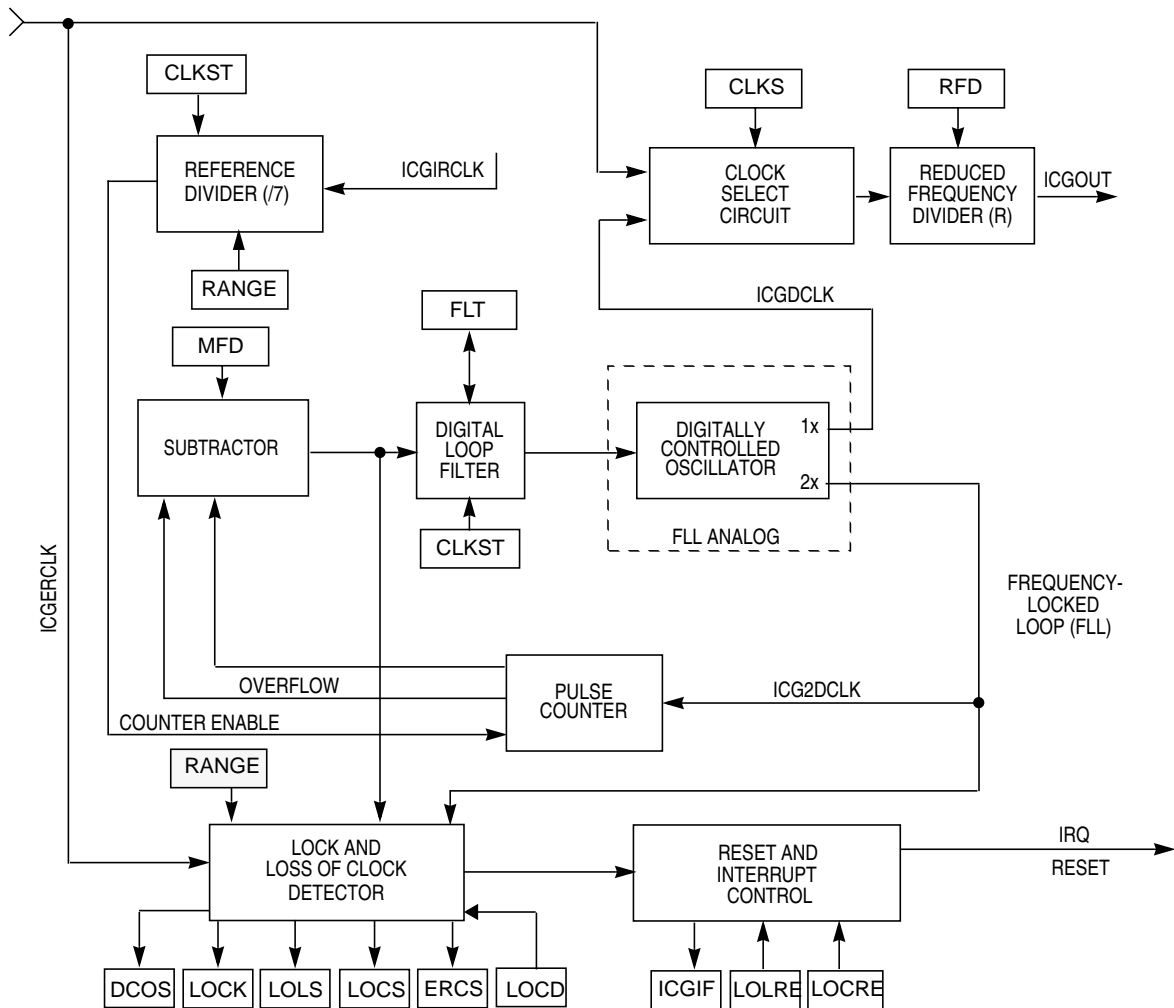 CLKST
CLKS
RFD
REFERENCE
DIVIDER (/7)
ICGIRCLK
CLOCK
SELECT
CIRCUIT
REDUCED
FREQUENCY
DIVIDER (R)
ICGOUT
RANGE
ICGDCLK
FLT
MFD
SUBTRACTOR
DIGITAL
LOOP
FILTER
DIGITALLY
CONTROLLED
OSCILLATOR
1x
2x
FLL ANALOG
CLKST
ICGERCLK
FREQUENCY-
LOCKED
LOOP (FLL)
OVERFLOW
PULSE
COUNTER
ICG2DCLK
COUNTER ENABLE
RANGE
LOCK AND
LOSS OF CLOCK
DETECTOR
RESET AND
INTERRUPT
CONTROL
IRQ
RESET
DCOS
LOCK
LOLS
LOCS
ERCS
LOCD
ICGIF
LOLRE
LOCRE